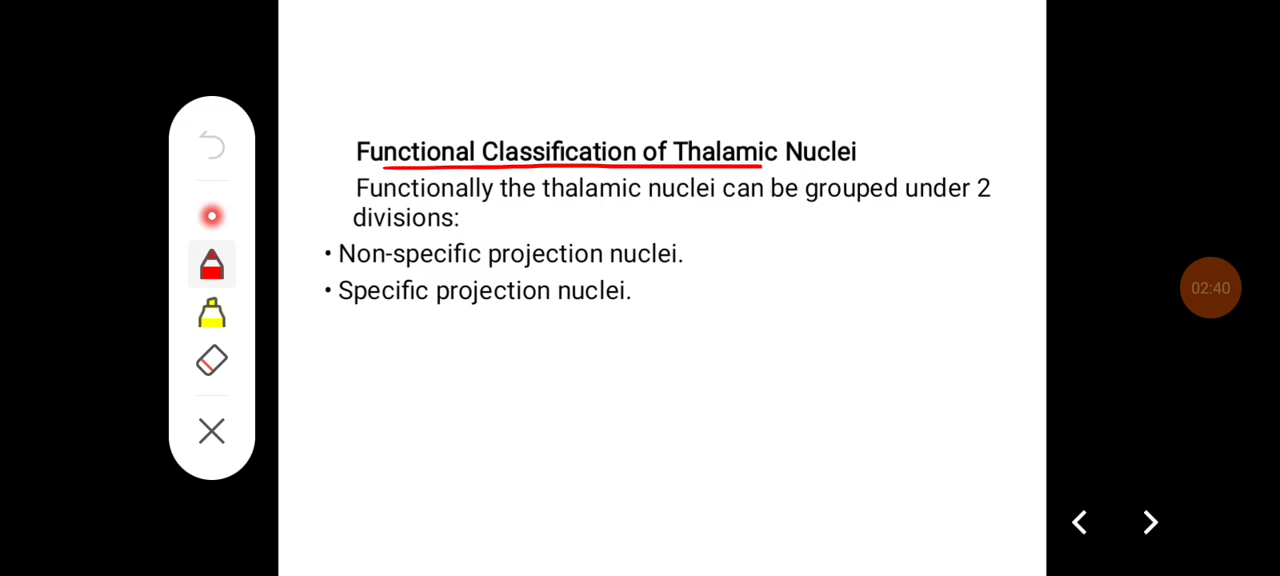 Functional Classification of Thalamic Nuclei
Functionally the thalamic nuclei can be grouped under 2
divisions:
• Non-specific projection nuclei.
• Specific projection nuclei.
02:40